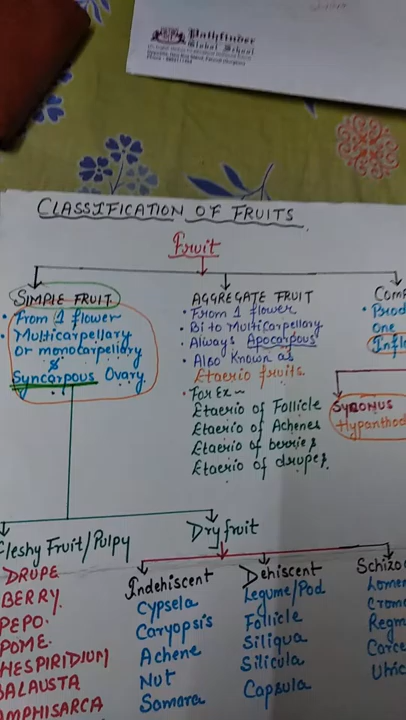 Pathfinder
Global School
CLASSIFICATION OF FRUITS
Fruit
SIMPLE FRUIT
• From 1 flower
• Multicarpellary
or monocarpellary
&
Syncarpous Ovary.
AGGREGATE FRUIT
• From 1 flower
• Bi to Multicarpellary
• Always Apocarpous
• Also Known as
Etaerio fruits.
• For Ex -
Etaerio of Follicle
Etaerio of Achenes
Etaerio of berries
Etaerio of drupes
Com
• Prod
one
Infl
SYCONUS
Hypanthod
Fleshy Fruit/Pulpy
DRUPE
BERRY.
PEPO.
POME.
HESPIRIDIUM
BALAUSTA
AMPHISARCA
Dry fruit
Indehiscent
Cypsela
Caryopsis
Achene
Nut
Samara
Dehiscent
Legume/Pod
Follicle
Siliqua
Silicula
Capsula
Schizo
Lomen
Crem
Regm
Carce
Utric